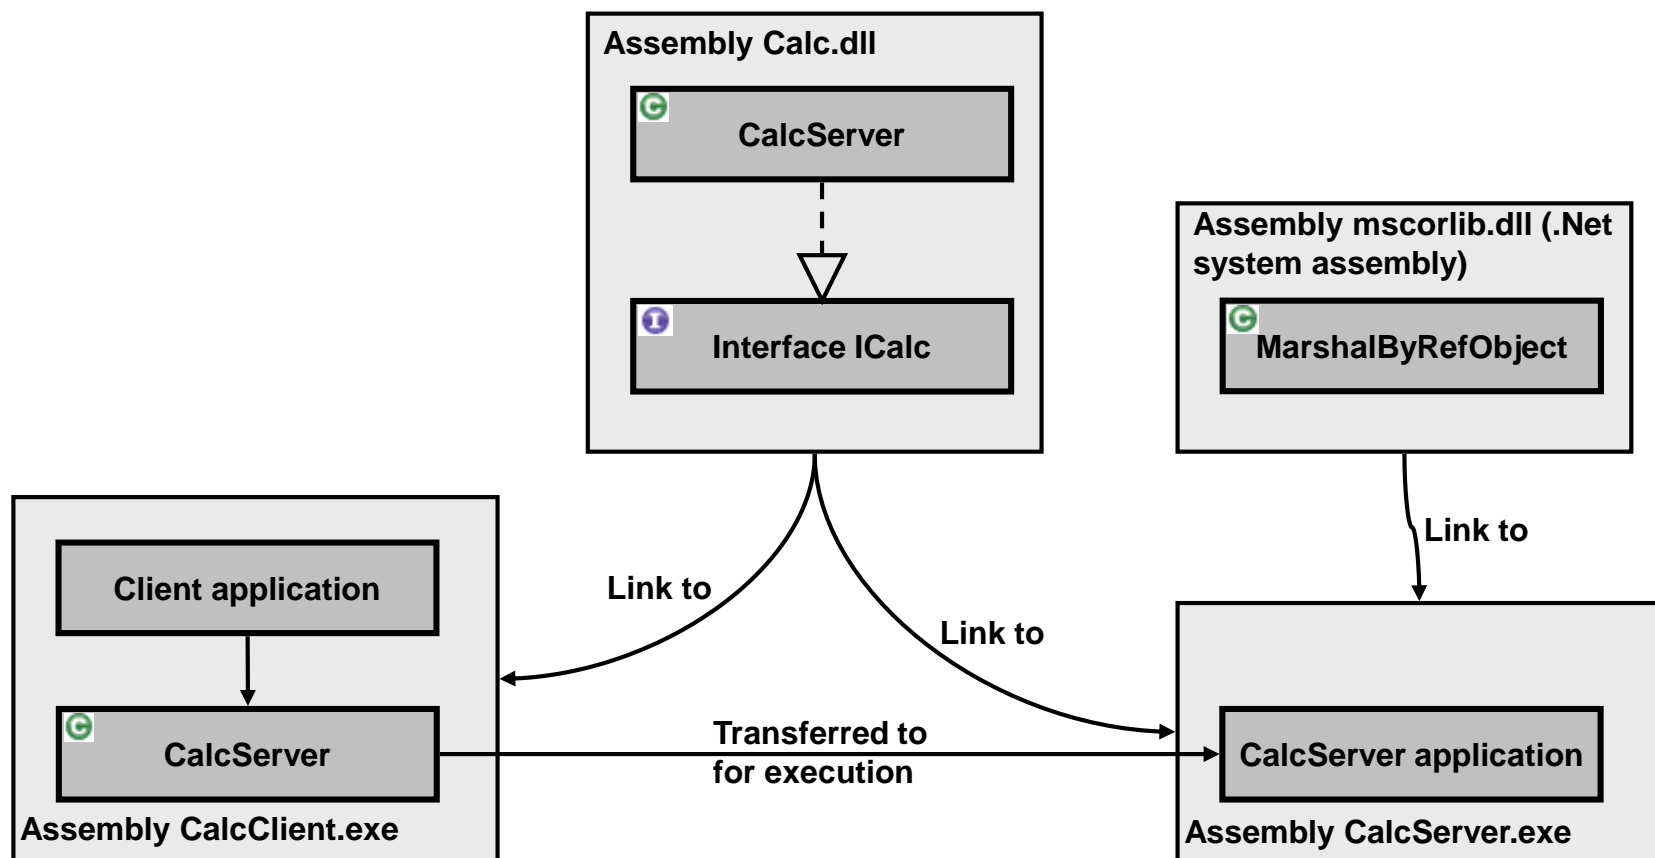 Assembly Calc.dll
C
CalcServer
I
Interface ICalc
Assembly mscorlib.dll (.Net
system assembly)
C
MarshalByRefObject
Link to
Link to
Link to
Client application
C
CalcServer
Assembly CalcClient.exe
Transferred to
for execution
CalcServer application
Assembly CalcServer.exe